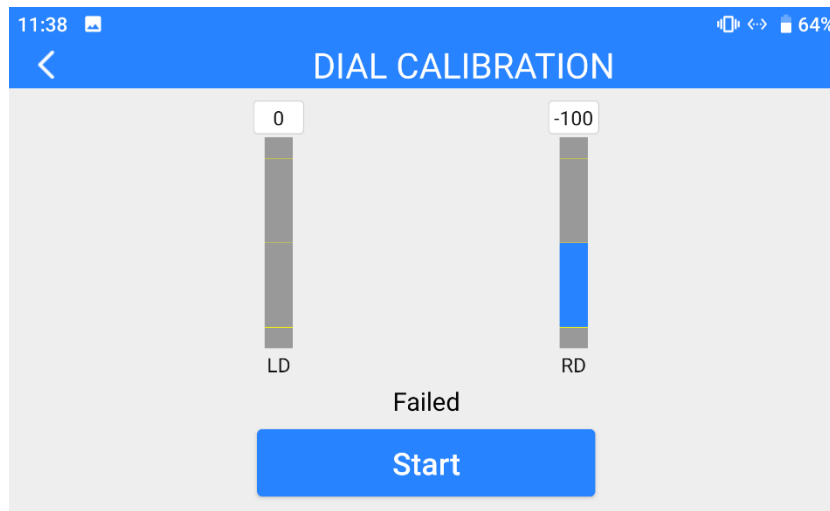 11:38 64%
DIAL CALIBRATION
0 -100
LD RD
Failed
Start